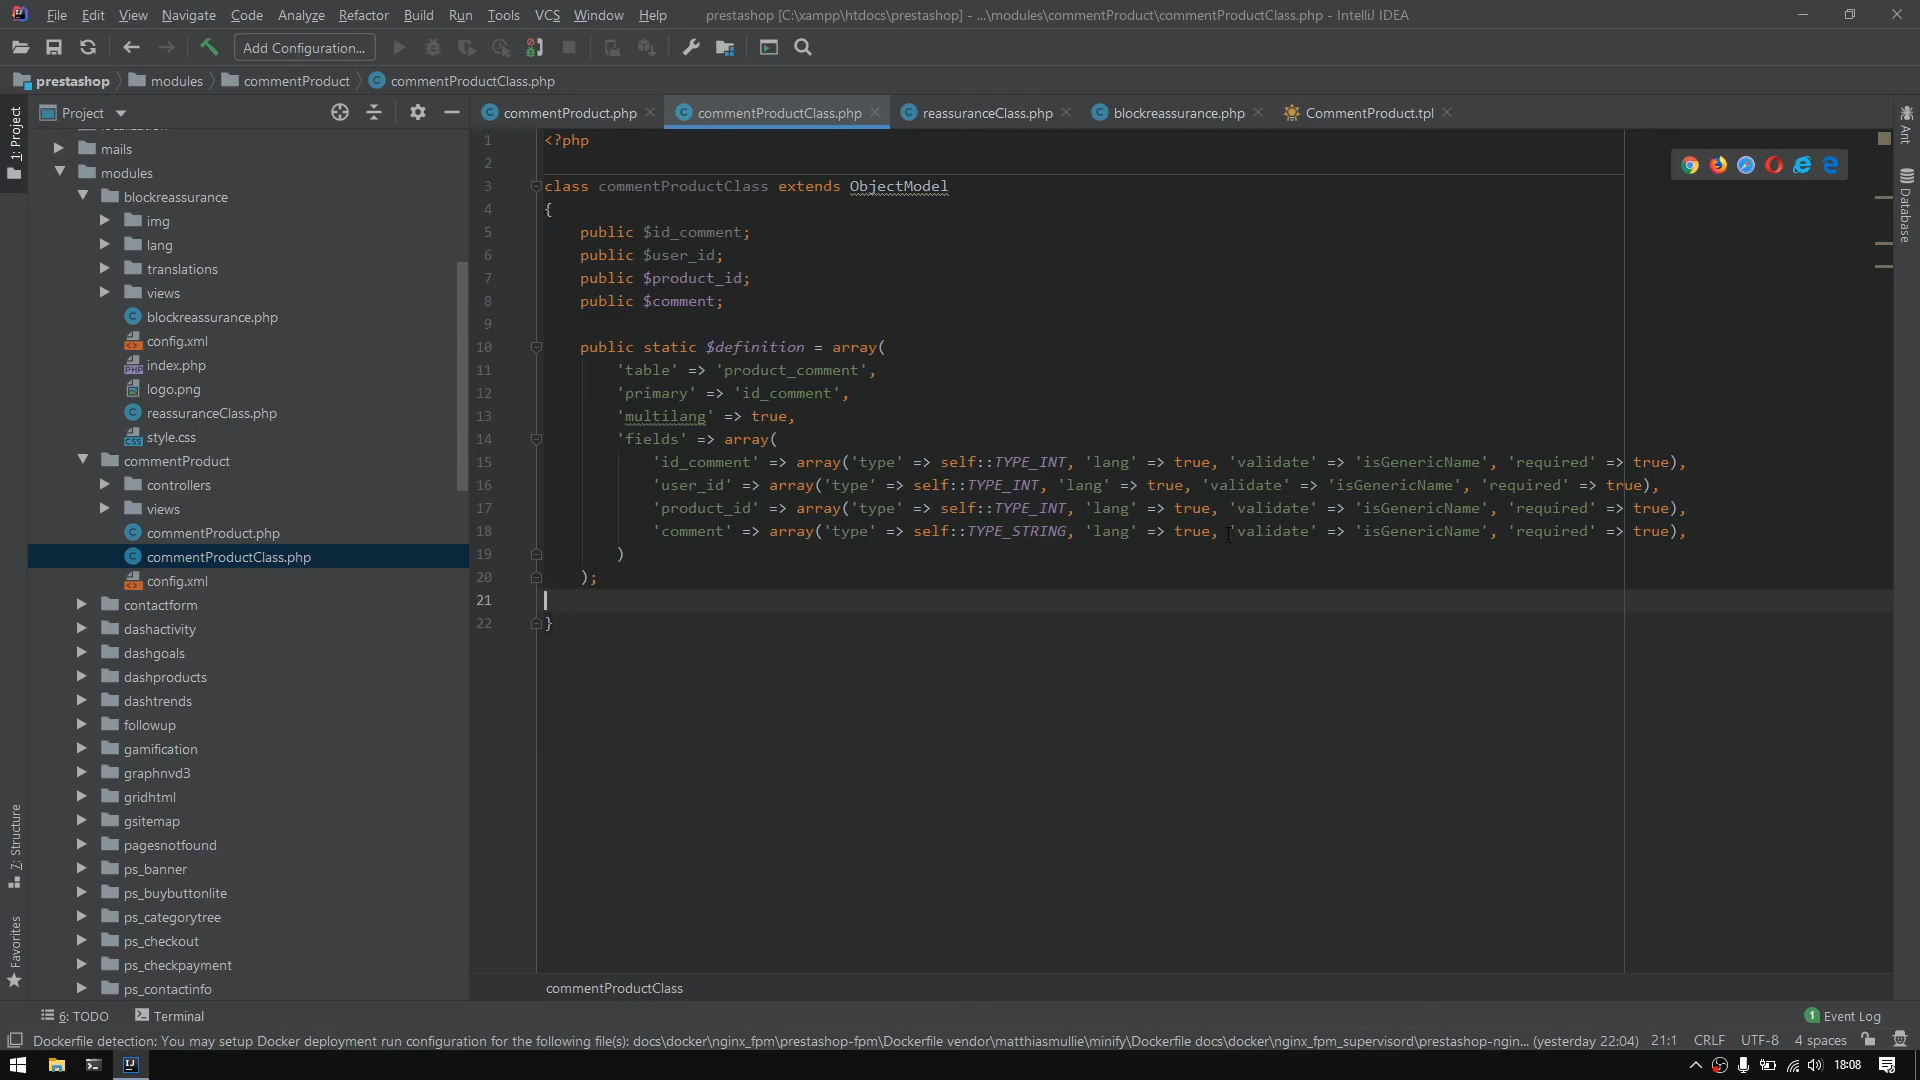 File Edit View Navigate Code Analyze Refactor Build Run Tools VCS Window Help prestashop [C:\xampp\htdocs\prestashop] - ...\modules\commentProduct\commentProductClass.php - IntelliJ IDEA
Add Configuration...
prestashop modules commentProduct commentProductClass.php
Project
commentProduct.php commentProductClass.php reassuranceClass.php blockreassurance.php CommentProduct.tpl
1: Project
7: Structure
Favorites
mails
modules
blockreassurance
img
lang
translations
views
blockreassurance.php
config.xml
index.php
logo.png
reassuranceClass.php
style.css
commentProduct
controllers
views
commentProduct.php
commentProductClass.php
config.xml
contactform
dashactivity
dashgoals
dashproducts
dashtrends
followup
gamification
graphnvd3
gridhtml
gsitemap
pagesnotfound
ps_banner
ps_buybuttonlite
ps_categorytree
ps_checkout
ps_checkpayment
ps_contactinfo
1 <?php
2
3 class commentProductClass extends ObjectModel
4 {
5 public $id_comment;
6 public $user_id;
7 public $product_id;
8 public $comment;
9
10 public static $definition = array(
11 'table' => 'product_comment',
12 'primary' => 'id_comment',
13 'multilang' => true,
14 'fields' => array(
15 'id_comment' => array('type' => self::TYPE_INT, 'lang' => true, 'validate' => 'isGenericName', 'required' => true),
16 'user_id' => array('type' => self::TYPE_INT, 'lang' => true, 'validate' => 'isGenericName', 'required' => true),
17 'product_id' => array('type' => self::TYPE_INT, 'lang' => true, 'validate' => 'isGenericName', 'required' => true),
18 'comment' => array('type' => self::TYPE_STRING, 'lang' => true, 'validate' => 'isGenericName', 'required' => true),
19 )
20 );
21
22 }
commentProductClass
Ant
Database
6: TODO Terminal
1 Event Log
Dockerfile detection: You may setup Docker deployment run configuration for the following file(s): docs\docker\nginx_fpm\prestashop-fpm\Dockerfile vendor\matthiasmullie\minify\Dockerfile docs\docker\nginx_fpm_supervisord\prestashop-ngin... (yesterday 22:04) 21:1 CRLF UTF-8 4 spaces
18:08